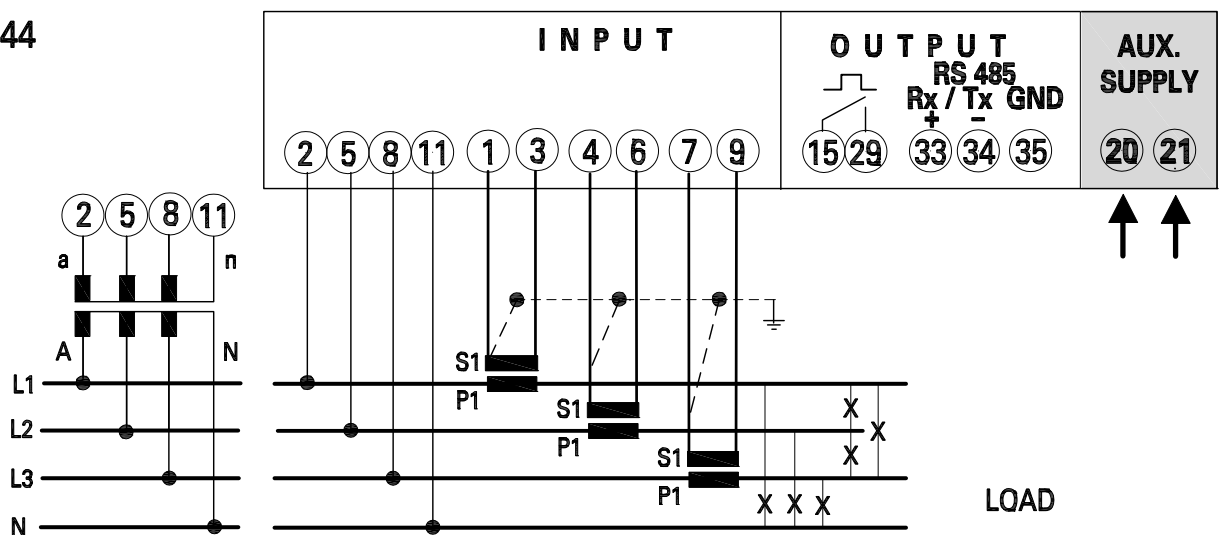 44
INPUT
OUTPUT
RS 485
Rx / Tx GND
+ −
AUX.
SUPPLY
2 5 8 11 1 3 4 6 7 9 15 29 33 34 35 20 21
2 5 8 11
a n
A N
L1
L2
L3
N
S1
P1
S1
P1
S1
P1
X
X
X
X X X
LOAD